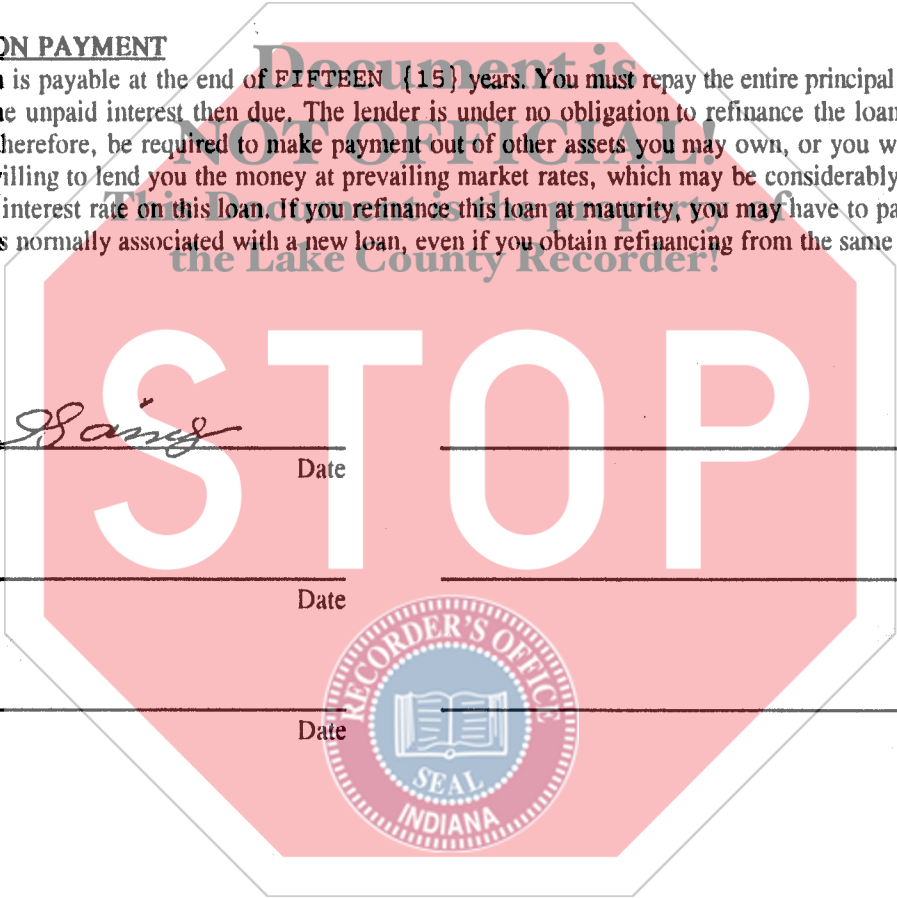 ON PAYMENT
is payable at the end of FIFTEEN {15} years. You must repay the entire principal
e unpaid interest then due. The lender is under no obligation to refinance the loan
herefore, be required to make payment out of other assets you may own, or you w
illing to lend you the money at prevailing market rates, which may be considerably
interest rate on this loan. If you refinance this loan at maturity, you may have to pa
s normally associated with a new loan, even if you obtain refinancing from the same
Document is
NOT OFFICIAL!
This Document is the property of
the Lake County Recorder!
STOP
Date
Date
Date
RECORDER'S OFFICE
SEAL
INDIANA